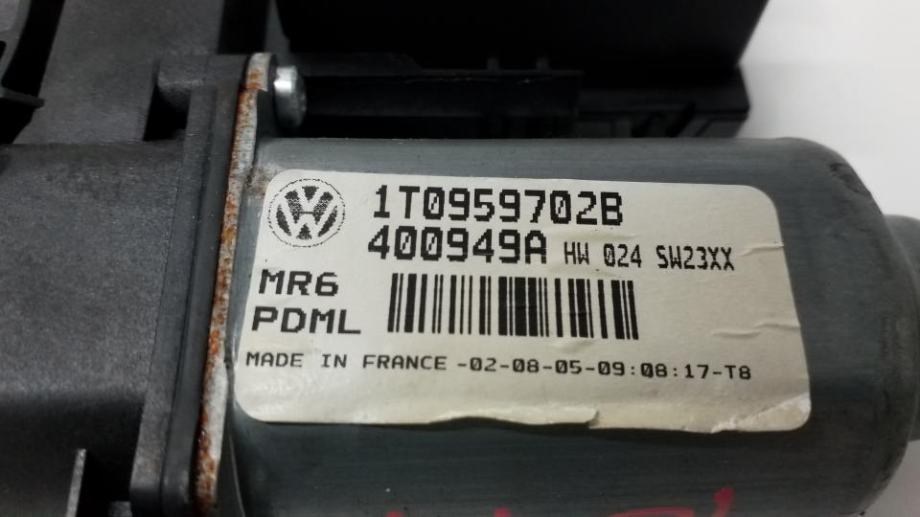 1T0959702B
400949A HW 024 SW23XX
MR6
PDML
MADE IN FRANCE -02-08-05-09:08:17-T8